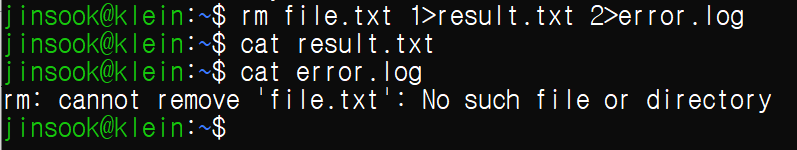 jinsook@klein:~$ rm file.txt 1>result.txt 2>error.log
jinsook@klein:~$ cat result.txt
jinsook@klein:~$ cat error.log
rm: cannot remove 'file.txt': No such file or directory
jinsook@klein:~$